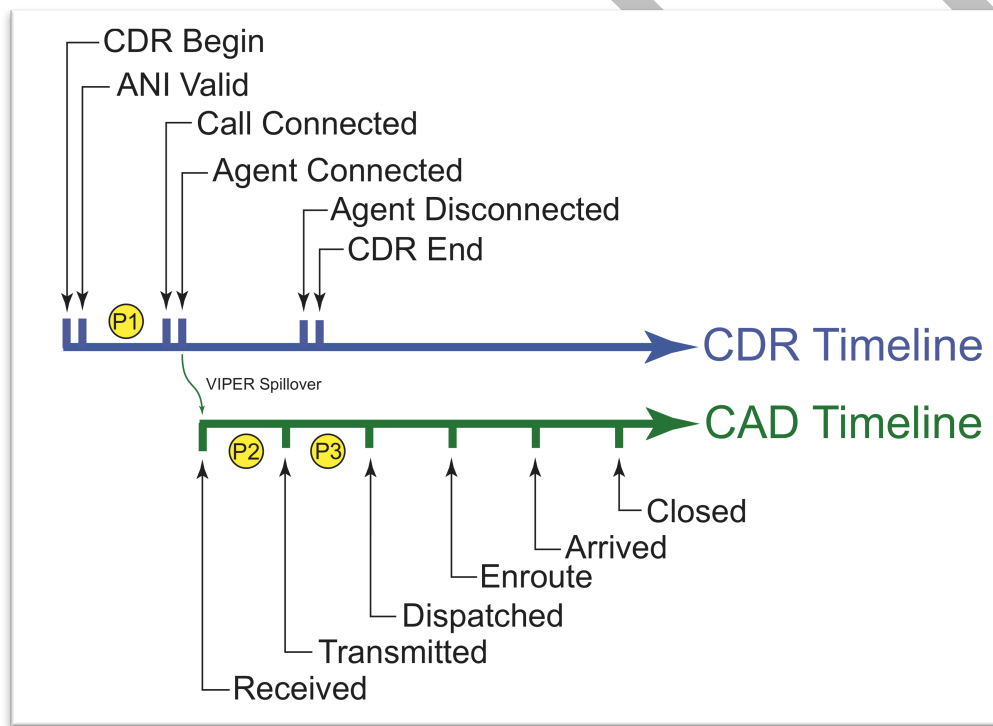 CDR Begin
ANI Valid
Call Connected
Agent Connected
Agent Disconnected
CDR End
P1
CDR Timeline
VIPER Spillover
CAD Timeline
P2
P3
Closed
Arrived
Enroute
Dispatched
Transmitted
Received